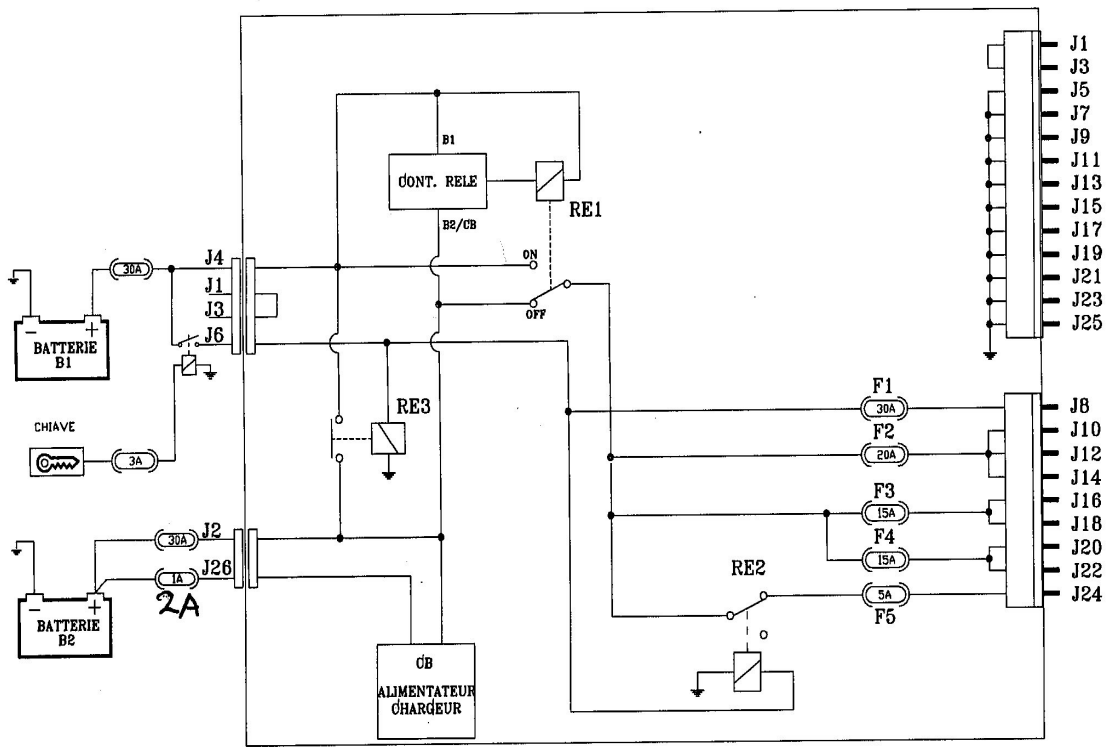 J1
J3
J5
J7
J9
J11
J13
J15
J17
J19
J21
J23
J25
B1
CONT. RELE
RE1
B2/CB
ON
OFF
30A
J4
J1
J3
J6
- +
BATTERIE
B1
CHIAVE
3A
RE3
F1
30A
J8
J10
F2
20A
J12
J14
J16
F3
15A
J18
F4
15A
J20
J22
RE2
5A
J24
F5
30A
J2
1A
J26
2A
- +
BATTERIE
B2
CB
ALIMENTATEUR
CHARGEUR